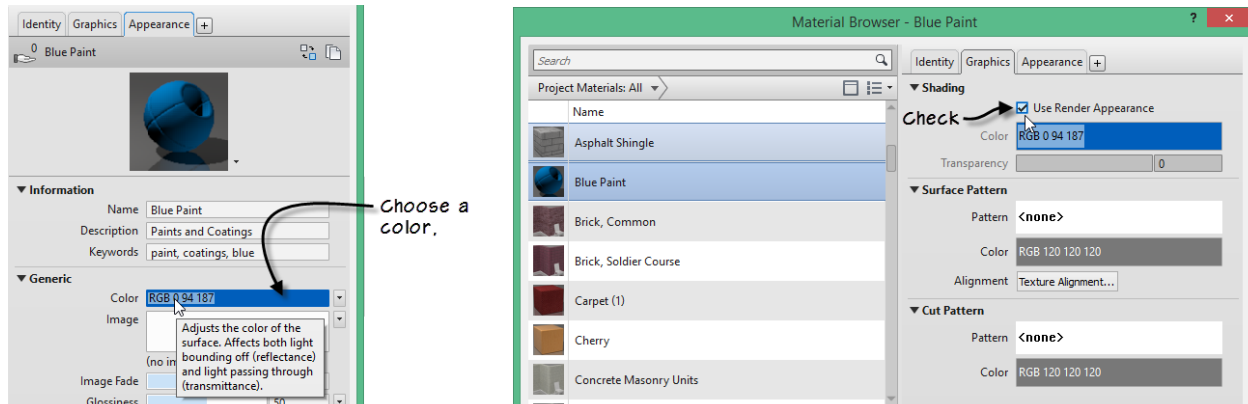 Identity Graphics Appearance +
0 Blue Paint
Information
Name Blue Paint
Description Paints and Coatings
Keywords paint, coatings, blue
Generic
Color RGB 0 94 187
Image
Adjusts the color of the
surface. Affects both light
bounding off (reflectance)
and light passing through
(transmittance).
(no im
Image Fade
Glossiness 50
Choose a
color.
Material Browser - Blue Paint ? ×
Search
Project Materials: All
Name
Asphalt Shingle
Blue Paint
Brick, Common
Brick, Soldier Course
Carpet (1)
Cherry
Concrete Masonry Units
Identity Graphics Appearance +
Shading
Check
Use Render Appearance
Color RGB 0 94 187
Transparency 0
Surface Pattern
Pattern <none>
Color RGB 120 120 120
Alignment Texture Alignment...
Cut Pattern
Pattern <none>
Color RGB 120 120 120